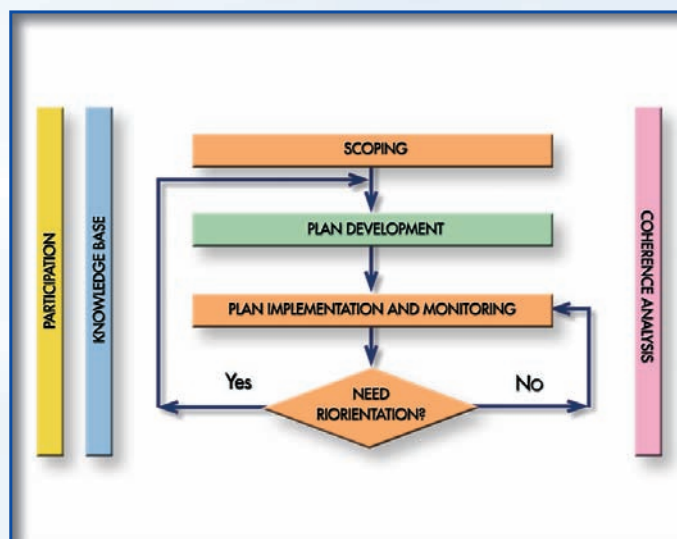 PARTICIPATION
KNOWLEDGE BASE
SCOPING
PLAN DEVELOPMENT
PLAN IMPLEMENTATION AND MONITORING
Yes
NEED
RIORIENTATION?
No
COHERENCE ANALYSIS